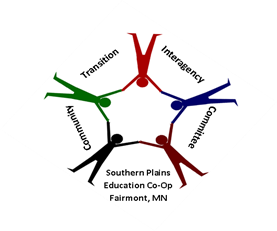 Community
Transition
Interagency
Committee
Southern Plains
Education Co-Op
Fairmont, MN